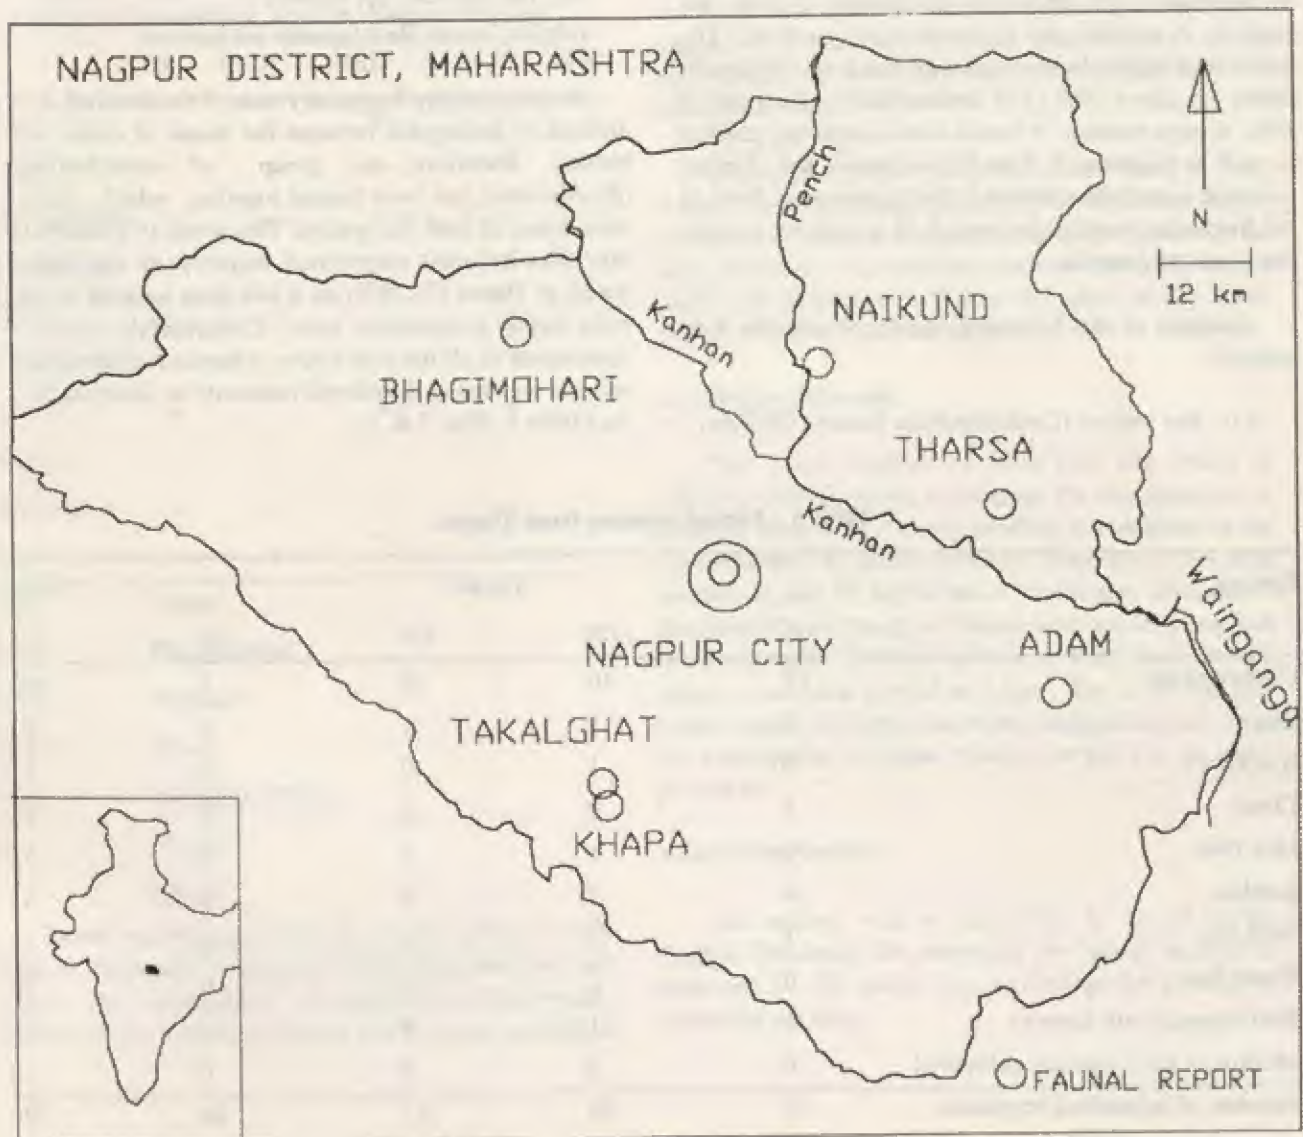 NAGPUR DISTRICT, MAHARASHTRA
Pench
N
12 km
NAIKUND
Kanhan
BHAGIMOHARI
THARSA
Kanhan
Wainganga
NAGPUR CITY
ADAM
TAKALGHAT
KHAPA
FAUNAL REPORT